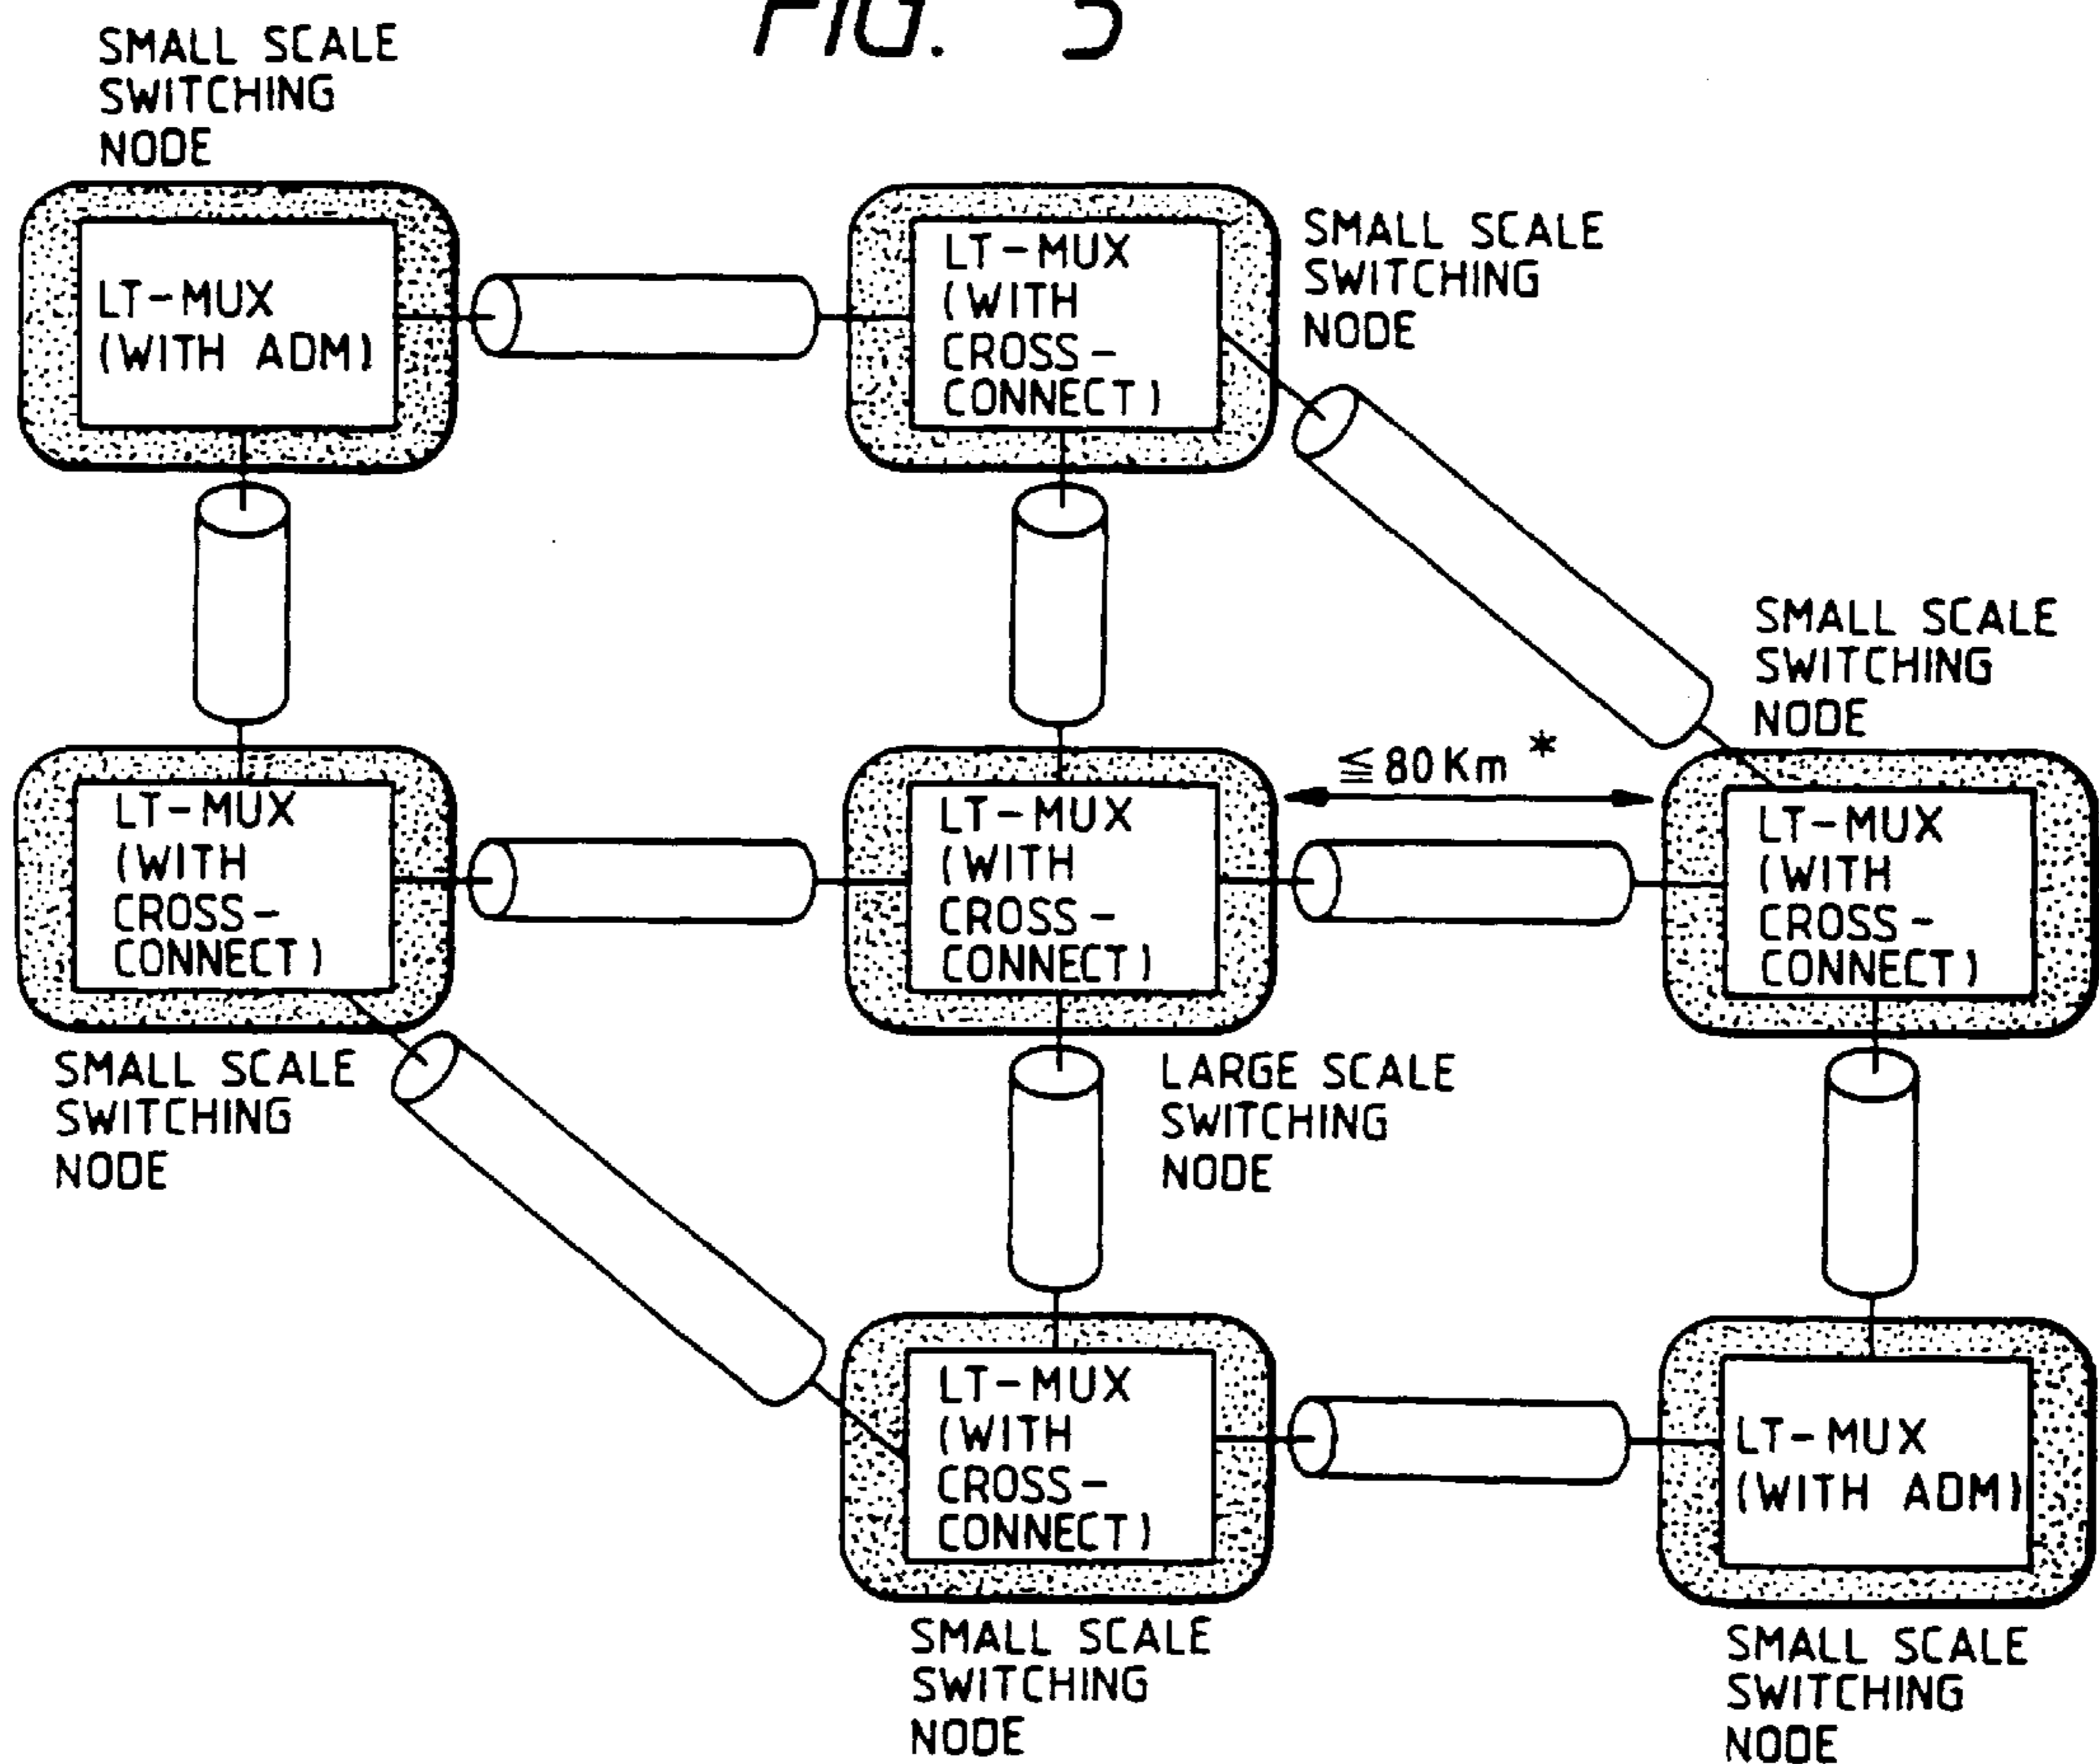 FIG.
SMALL SCALE
SWITCHING
NODE
LT-MUX
(WITH ADM)
LT-MUX
(WITH
CROSS-
CONNECT)
SMALL SCALE
SWITCHING
NODE
SMALL SCALE
SWITCHING
NODE
≦80Km *
LT-MUX
(WITH
CROSS-
CONNECT)
SMALL SCALE
SWITCHING
NODE
LT-MUX
(WITH
CROSS-
CONNECT)
LARGE SCALE
SWITCHING
NODE
LT-MUX
(WITH
CROSS-
CONNECT)
LT-MUX
(WITH
CROSS-
CONNECT)
SMALL SCALE
SWITCHING
NODE
LT-MUX
(WITH ADM)
SMALL SCALE
SWITCHING
NODE